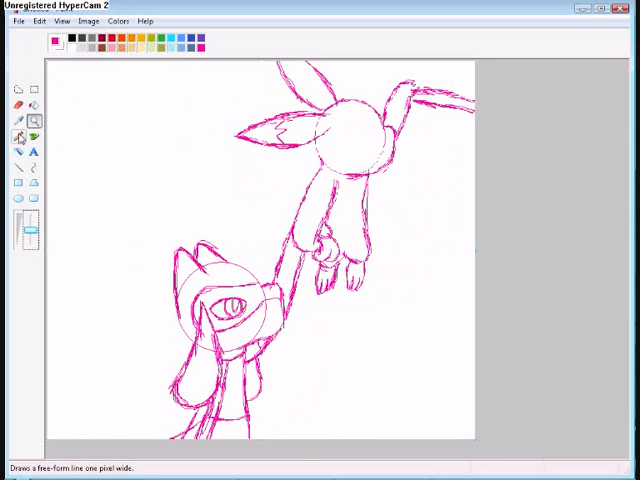 Unregistered HyperCam 2
File Edit View Image Colors Help
A
Draws a free-form line one pixel wide.